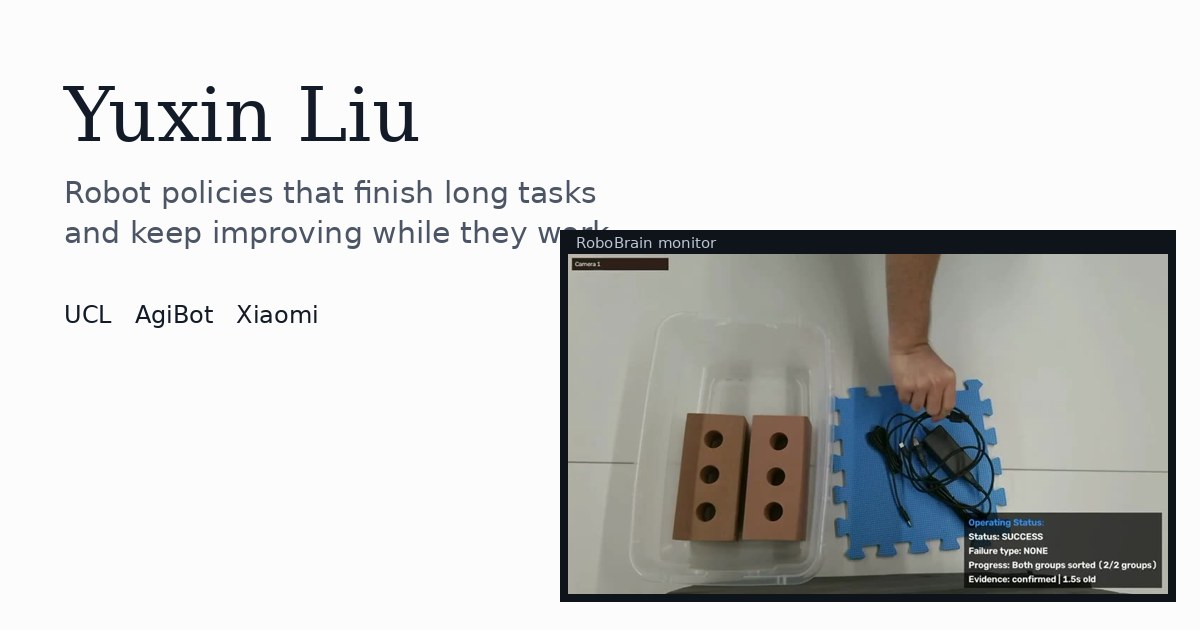 Yuxin Liu
Robot policies that finish long tasks
and keep improving while they work
UCL AgiBot Xiaomi
RoboBrain monitor
Camera 1
Operating Status:
Status: SUCCESS
Failure type: NONE
Progress: Both groups sorted (2/2 groups)
Evidence: confirmed | 1.5s old